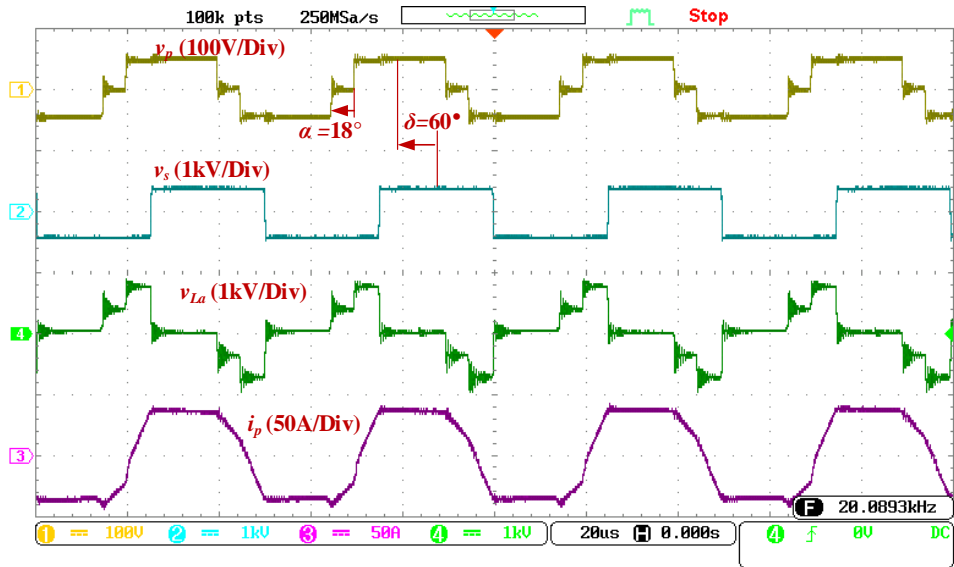 100k pts 250MSa/s Stop
v_p (100V/Div)
1
α =18° δ=60°
v_s (1kV/Div)
2
v_La (1kV/Div)
4
i_p (50A/Div)
3
F 20.0893kHz
1 100V 2 1kV 3 50A 4 1kV 20us H 0.000s 4 0V DC